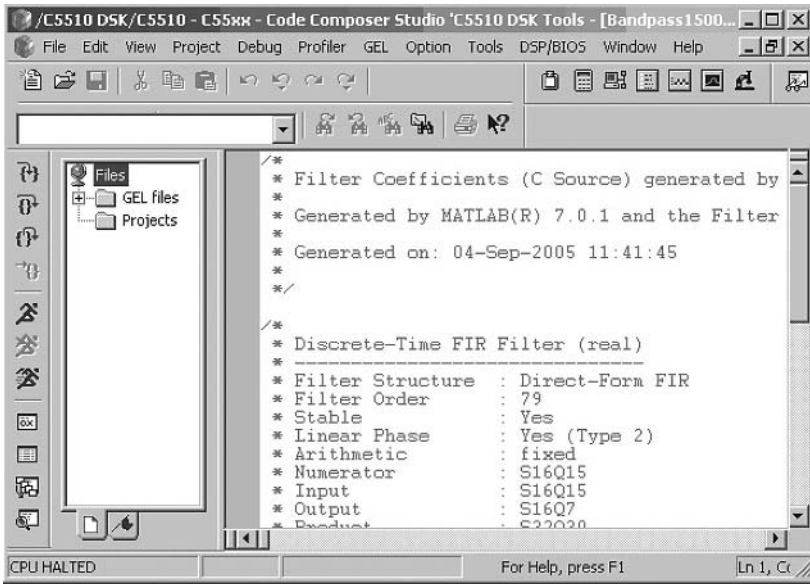 /C5510 DSK/C5510 - C55xx - Code Composer Studio 'C5510 DSK Tools - [Bandpass1500...
File Edit View Project Debug Profiler GEL Option Tools DSP/BIOS Window Help
Files
GEL files
Projects
/*
* Filter Coefficients (C Source) generated by
*
* Generated by MATLAB(R) 7.0.1 and the Filter
*
* Generated on: 04-Sep-2005 11:41:45
*
*/
/*
* Discrete-Time FIR Filter (real)
* -------------------------------
* Filter Structure : Direct-Form FIR
* Filter Order : 79
* Stable : Yes
* Linear Phase : Yes (Type 2)
* Arithmetic : fixed
* Numerator : S16Q15
* Input : S16Q15
* Output : S16Q7
* Product : S32Q30
CPU HALTED
For Help, press F1
Ln 1, Cc